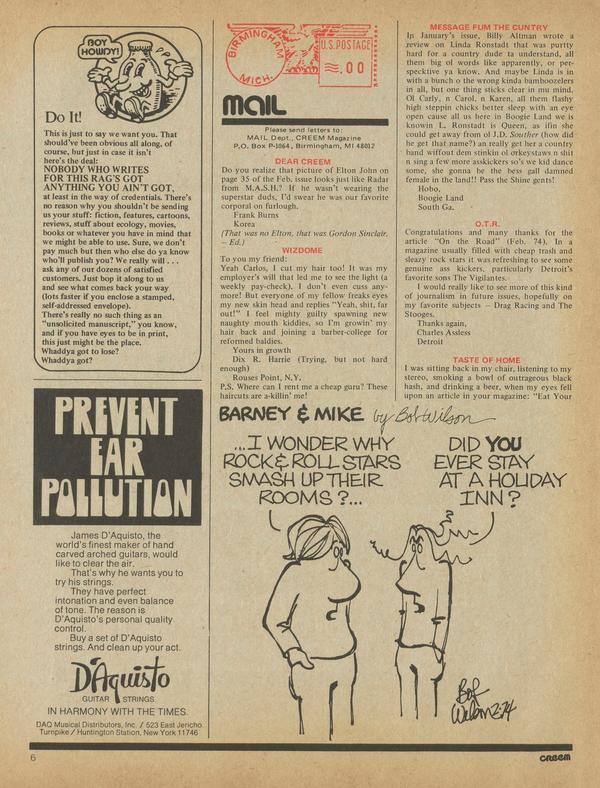 BOY
HOWDY!
Do It!
This is just to say we want you. That
should've been obvious all along, of
course, but just in case it isn't
here's the deal:
NOBODY WHO WRITES
FOR THIS RAG'S GOT
ANYTHING YOU AIN'T GOT,
at least in the way of credentials. There's
no reason why you shouldn't be sending
us your stuff: fiction, features, cartoons,
reviews, stuff about ecology, movies,
books or whatever you have in mind that
we might be able to use. Sure, we don't
pay much but then who else do ya know
who'll publish you? We really will . . .
ask any of our dozens of satisfied
customers. Just bop it along to us
and see what comes back your way
(lots faster if you enclose a stamped,
self-addressed envelope).
There's really no such thing as an
"unsolicited manuscript," you know,
and if you have eyes to be in print,
this just might be the place.
Whaddya got to lose?
Whaddya got?
PREVENT
EAR
POLLUTION
James D'Aquisto, the
world's finest maker of hand
carved arched guitars, would
like to clear the air.
That's why he wants you to
try his strings.
They have perfect
intonation and even balance
of tone. The reason is
D'Aquisto's personal quality
control.
Buy a set of D'Aquisto
strings. And clean up your act.
D'Aquisto
GUITAR STRINGS
IN HARMONY WITH THE TIMES.
DAQ Musical Distributors, Inc. / 523 East Jericho
Turnpike / Huntington Station, New York 11746
BIRMINGHAM
MICH.
U.S. POSTAGE
.00
mail
Please send letters to:
MAIL Dept., CREEM Magazine
P.O. Box P-1064, Birmingham, MI 48012
DEAR CREEM
Do you realize that picture of Elton John on
page 35 of the Feb. issue looks just like Radar
from M.A.S.H.? If he wasn't wearing the
superstar duds, I'd swear he was our favorite
corporal on furlough.
Frank Burns
Korea
(That was no Elton, that was Gordon Sinclair,
– Ed.)
WIZDOME
To you my friend:
Yeah Carlos, I cut my hair too! It was my
employer's will that led me to see the light (a
weekly pay-check). I don't even cuss any-
more! But everyone of my fellow freaks eyes
my new skin head and replies "Yeah, shit, far
out!" I feel mighty guilty spawning new
naughty mouth kiddies, so I'm growin' my
hair back and joining a barber-college for
reformed baldies.
Yours in growth
Dix R. Harrie (Trying, but not hard
enough)
Rouses Point, N.Y.
P.S. Where can I rent me a cheap guru? These
haircuts are a-killin' me!
MESSAGE FUM THE CUNTRY
In January's issue, Billy Altman wrote a
review on Linda Ronstadt that was purtty
hard for a country dude ta understand, all
them big ol words like apparently, or per-
spektive ya know. And maybe Linda is in
with a bunch o the wrong kinda bamboozelers
in all, but one thing sticks clear in mu mind.
Ol Carly, n Carol, n Karen, all them flashy
high steppin chicks better sleep with an eye
open cause all us here in Boogie Land we is
knowin L. Ronstadt is Queen, as ifin she
could get away from ol J.D. Souther (how did
he get that name?) an really get her a country
band wiffout dem stinkin ol orkeystaws n shit
n sing a few more asskickers so's we kid dance
some, she gonna be the bess gall damned
female in the land!! Pass the Shine gents!
Hobo,
Boogie Land
South Ga.
O.T.R.
Congratulations and many thanks for the
article "On the Road" (Feb. 74). In a
magazine usually filled with cheap trash and
sleazy rock stars it was refreshing to see some
genuine ass kickers, particularly Detroit's
favorite sons The Vigilantes.
I would really like to see more of this kind
of journalism in future issues, hopefully on
my favorite subjects – Drag Racing and The
Stooges.
Thanks again,
Charles Assless
Detroit
TASTE OF HOME
I was sitting back in my chair, listening to my
stereo, smoking a bowl of outrageous black
hash, and drinking a beer, when my eyes fell
upon an article in your magazine: "Eat Your
BARNEY & MIKE by Bob Wilson
...I WONDER WHY
ROCK & ROLL STARS
SMASH UP THEIR
ROOMS?...
DID YOU
EVER STAY
AT A HOLIDAY
INN?
Bob
Wilson 2·74
6
CREEM